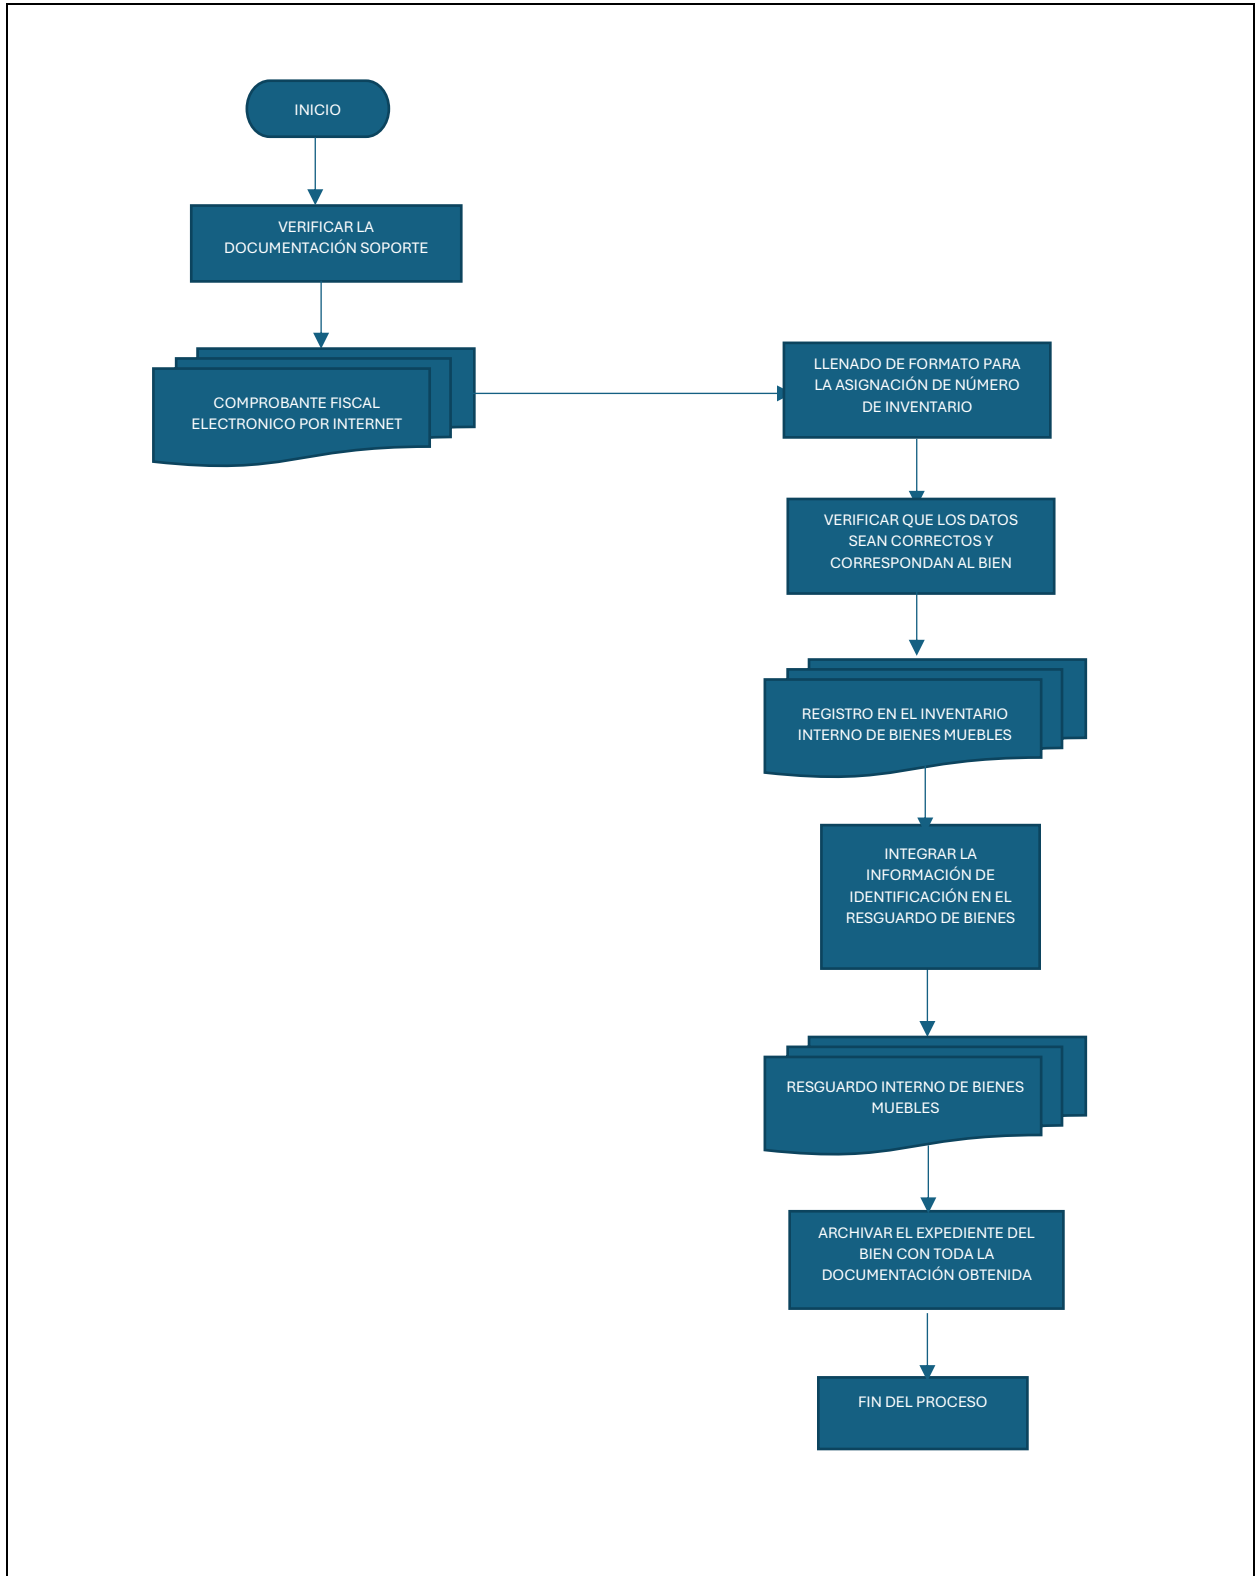 INICIO
VERIFICAR LA
DOCUMENTACIÓN SOPORTE
COMPROBANTE FISCAL
ELECTRONICO POR INTERNET
LLENADO DE FORMATO PARA
LA ASIGNACIÓN DE NÚMERO
DE INVENTARIO
VERIFICAR QUE LOS DATOS
SEAN CORRECTOS Y
CORRESPONDAN AL BIEN
REGISTRO EN EL INVENTARIO
INTERNO DE BIENES MUEBLES
INTEGRAR LA
INFORMACIÓN DE
IDENTIFICACIÓN EN EL
RESGUARDO DE BIENES
RESGUARDO INTERNO DE BIENES
MUEBLES
ARCHIVAR EL EXPEDIENTE DEL
BIEN CON TODA LA
DOCUMENTACIÓN OBTENIDA
FIN DEL PROCESO